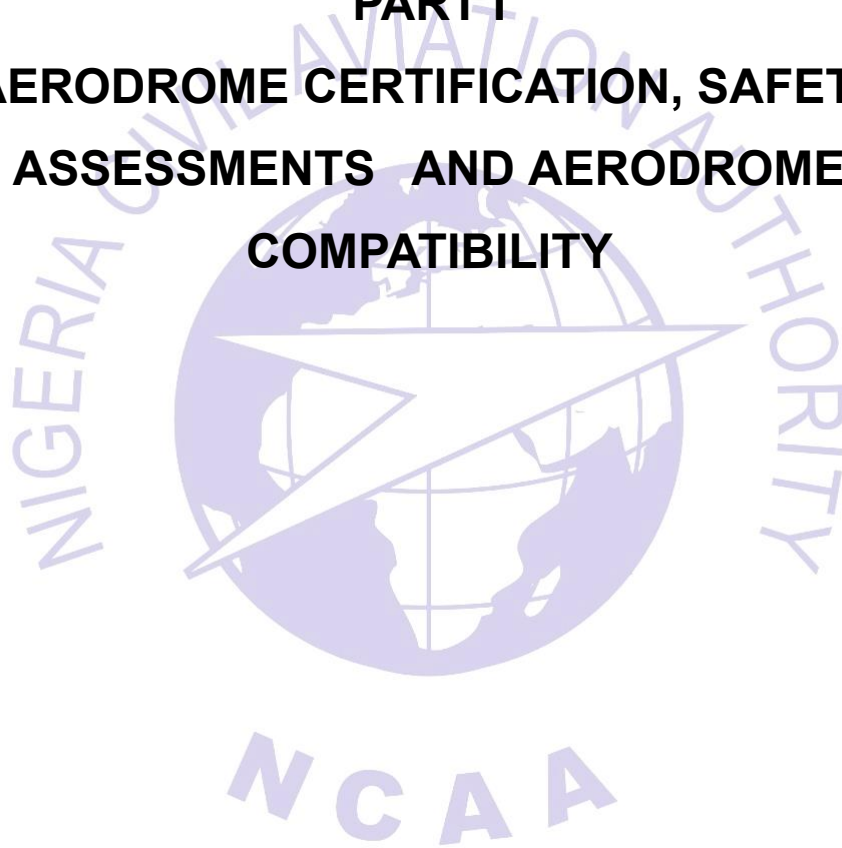 PART I
AERODROME CERTIFICATION, SAFET
ASSESSMENTS AND AERODROME
COMPATIBILITY
NIGERIA CIVIL AVIATION AUTHORITY
NCAA